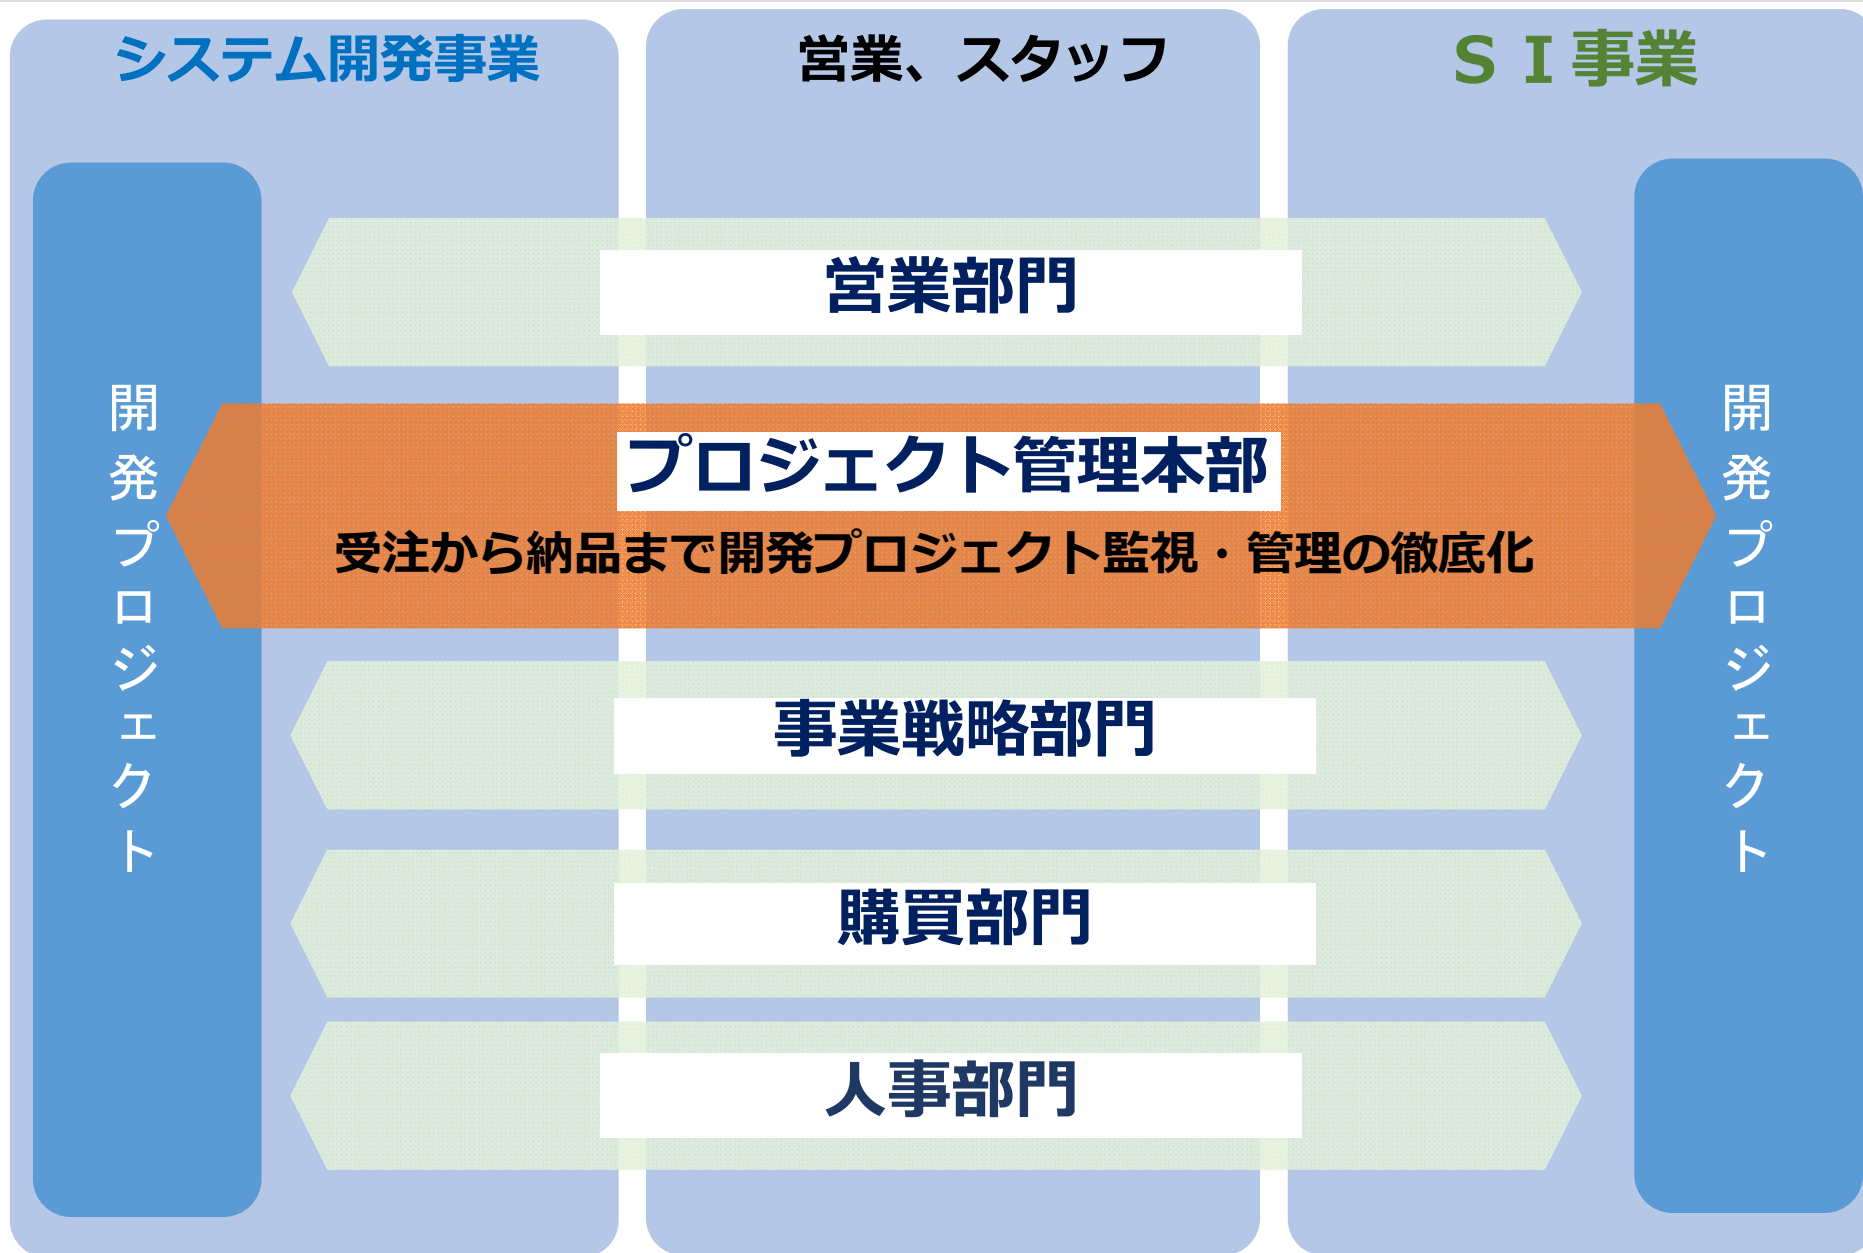 システム開発事業
営業、スタッフ
ＳＩ事業
開発プロジェクト
営業部門
プロジェクト管理本部
受注から納品まで開発プロジェクト監視・管理の徹底化
事業戦略部門
購買部門
人事部門
開発プロジェクト